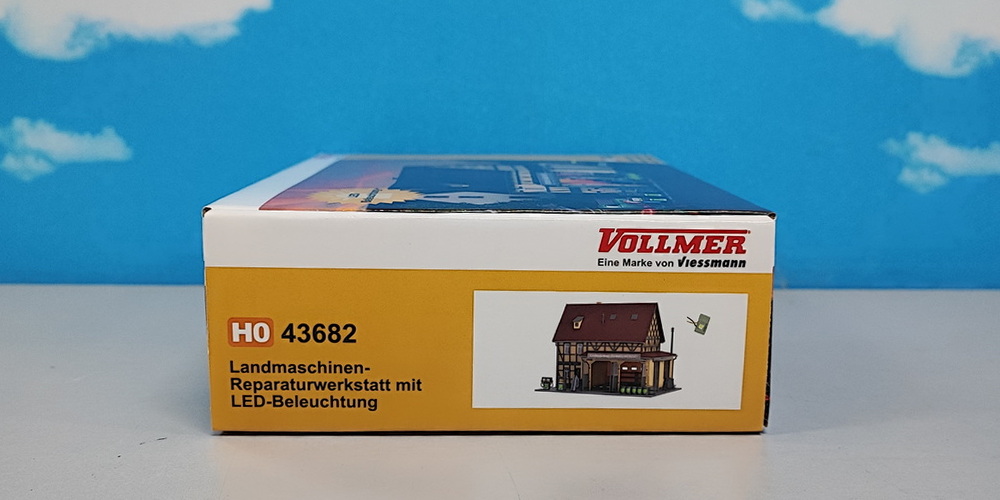 VOLLMER
Eine Marke von Viessmann
H0 43682
Landmaschinen-
Reparaturwerkstatt mit
LED-Beleuchtung